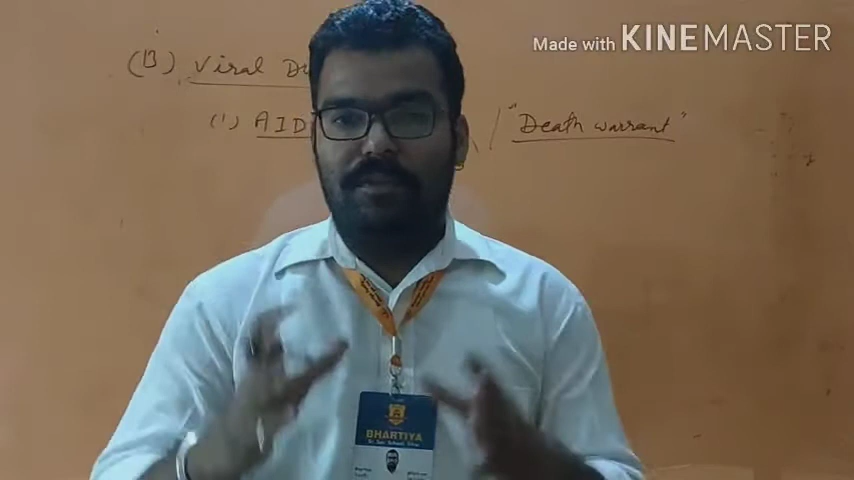 Made with KINEMASTER
(B) Viral
(1) AID / "Death warrant"
BHARTIYA